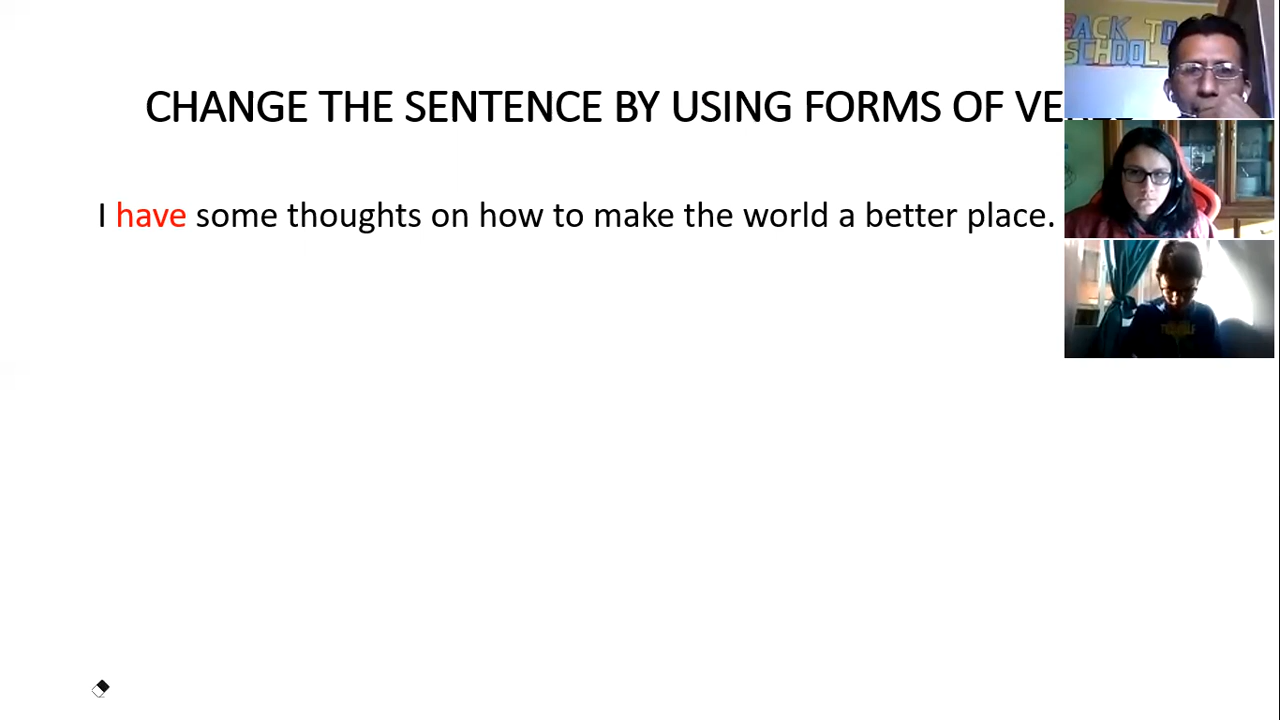 CHANGE THE SENTENCE BY USING FORMS OF
I have some thoughts on how to make the world a better place.
BACK TO
SCHOOL